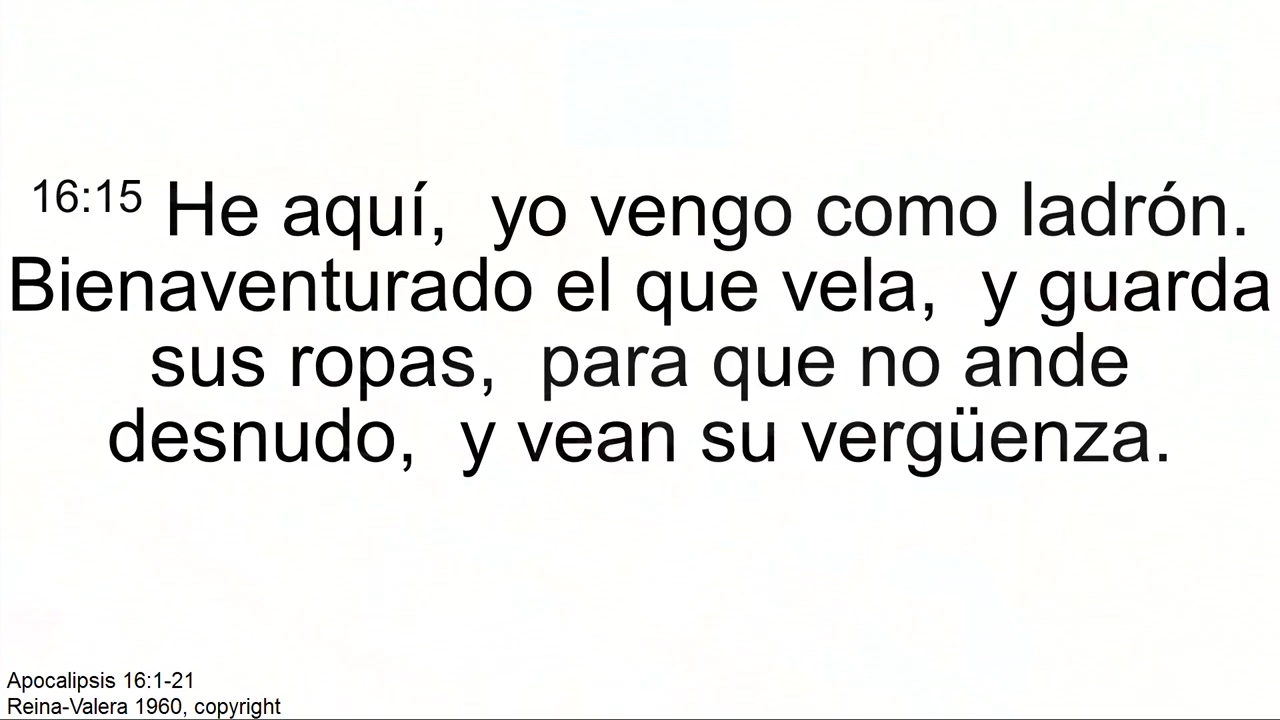 16:15 He aquí,  yo vengo como ladrón.
Bienaventurado el que vela,  y guarda
sus ropas,  para que no ande
desnudo,  y vean su vergüenza.
Apocalipsis 16:1-21
Reina-Valera 1960, copyright